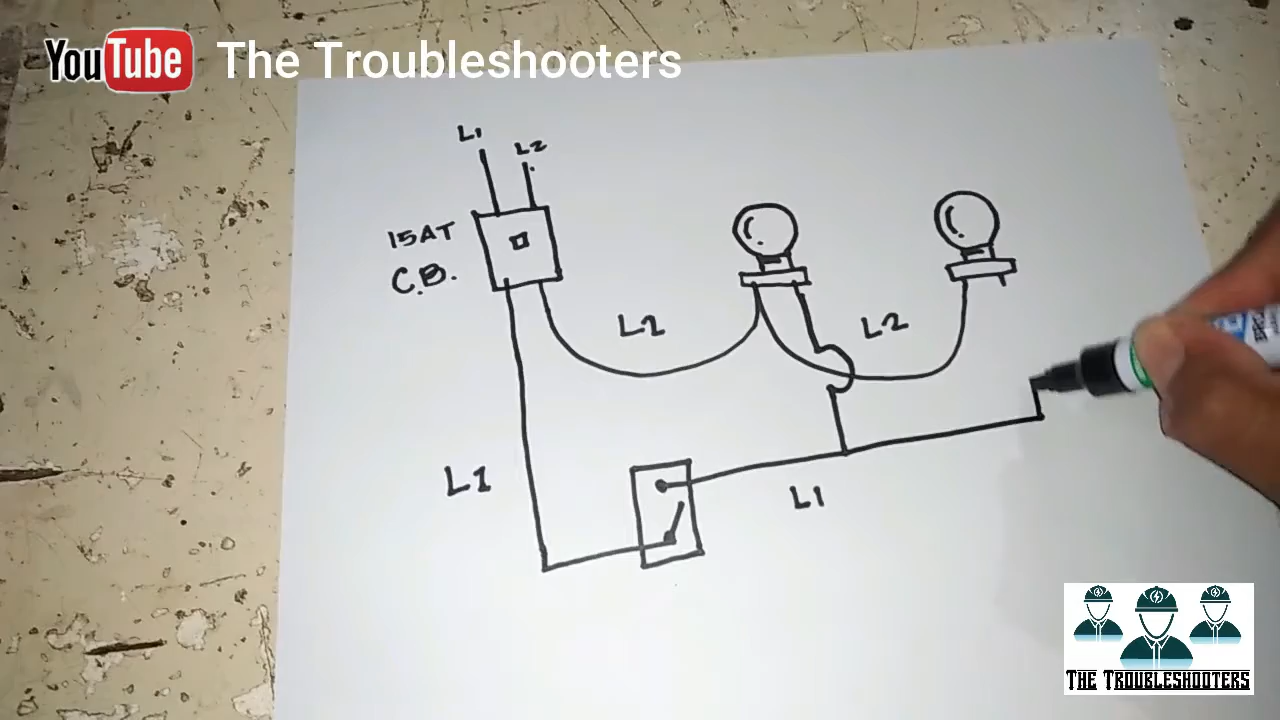 YouTube The Troubleshooters
L1
L2
15AT
C.B.
L2
L2
L1
L1
THE TROUBLESHOOTERS